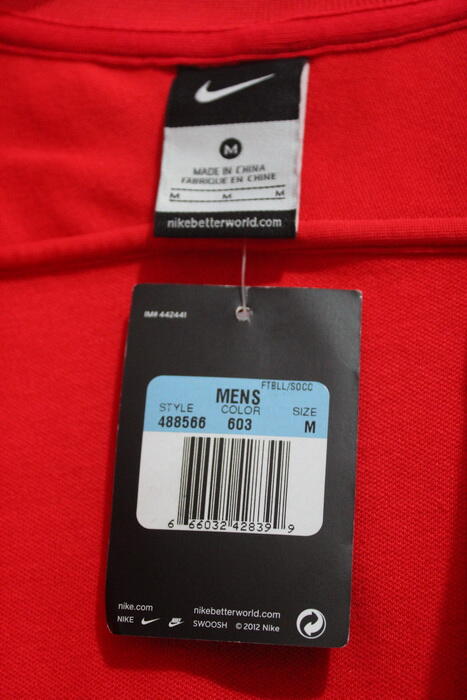 M
MADE IN CHINA
FABRIQUE EN CHINE
M M M
nikebetterworld.com
IM# 442441
FTBLL/SOCC
MENS
STYLE COLOR SIZE
488566 603 M
6 66032 42839 9
nike.com nikebetterworld.com
NIKE SWOOSH © 2012 Nike